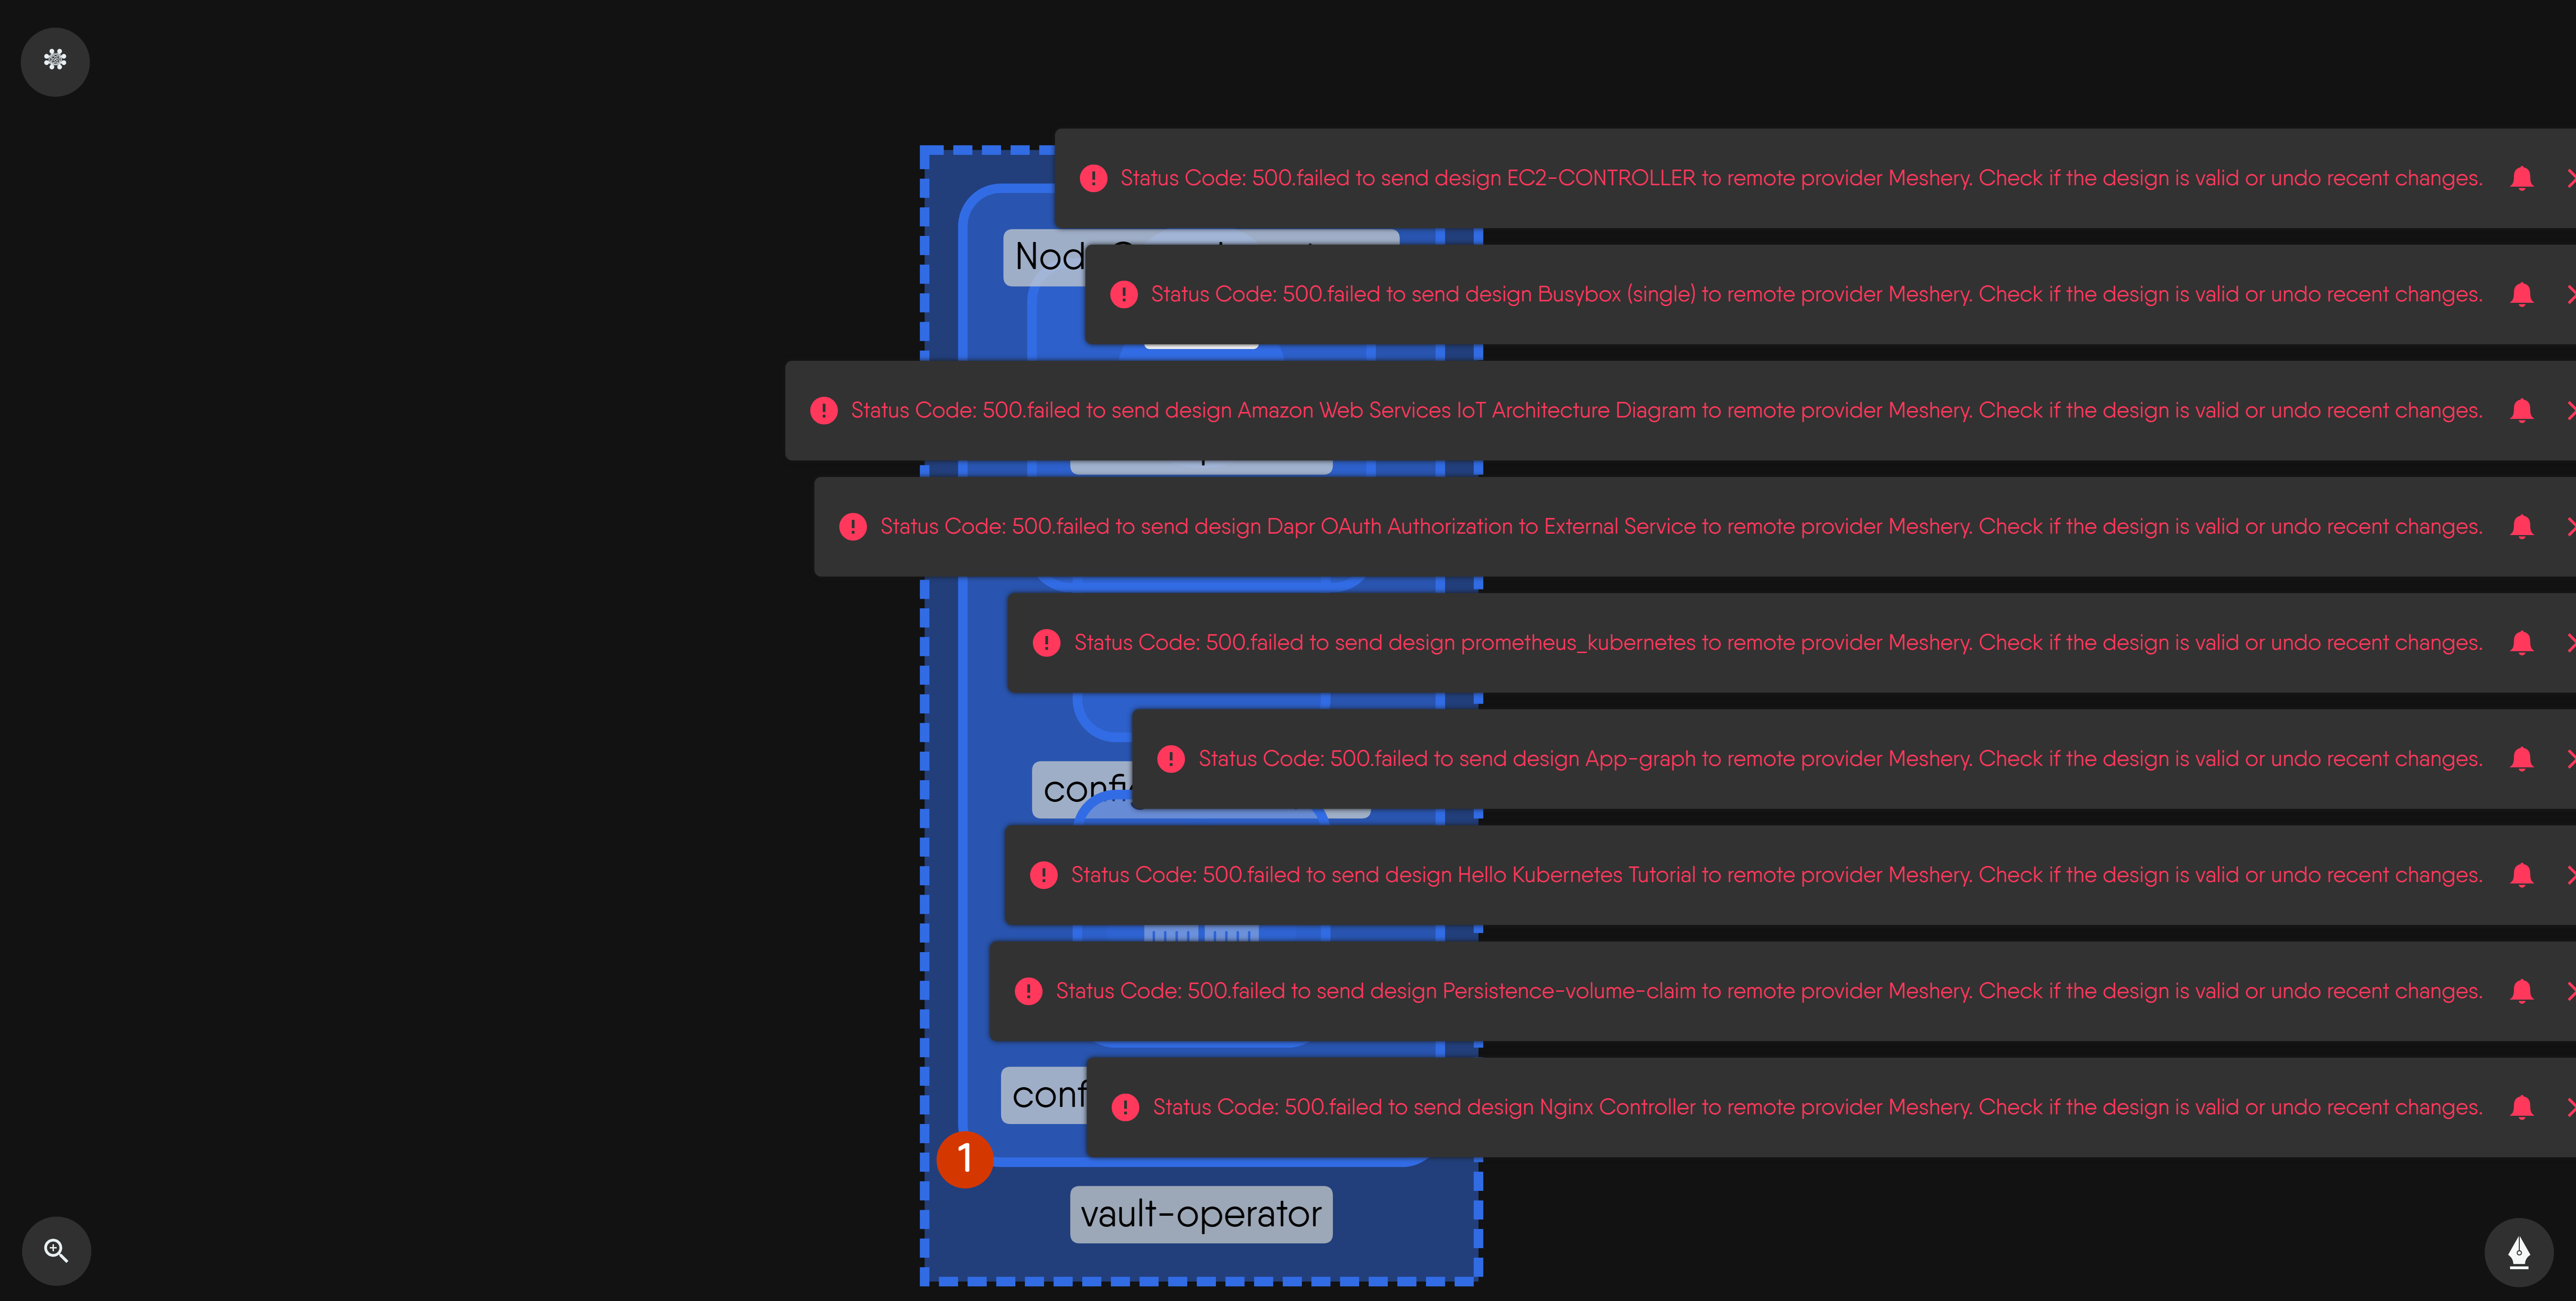 Status Code: 500.failed to send design EC2-CONTROLLER to remote provider Meshery. Check if the design is valid or undo recent changes.
Status Code: 500.failed to send design Busybox (single) to remote provider Meshery. Check if the design is valid or undo recent changes.
Status Code: 500.failed to send design Amazon Web Services IoT Architecture Diagram to remote provider Meshery. Check if the design is valid or undo recent changes.
Status Code: 500.failed to send design Dapr OAuth Authorization to External Service to remote provider Meshery. Check if the design is valid or undo recent changes.
Status Code: 500.failed to send design prometheus_kubernetes to remote provider Meshery. Check if the design is valid or undo recent changes.
Status Code: 500.failed to send design App-graph to remote provider Meshery. Check if the design is valid or undo recent changes.
Status Code: 500.failed to send design Hello Kubernetes Tutorial to remote provider Meshery. Check if the design is valid or undo recent changes.
Status Code: 500.failed to send design Persistence-volume-claim to remote provider Meshery. Check if the design is valid or undo recent changes.
Status Code: 500.failed to send design Nginx Controller to remote provider Meshery. Check if the design is valid or undo recent changes.
1
vault-operator